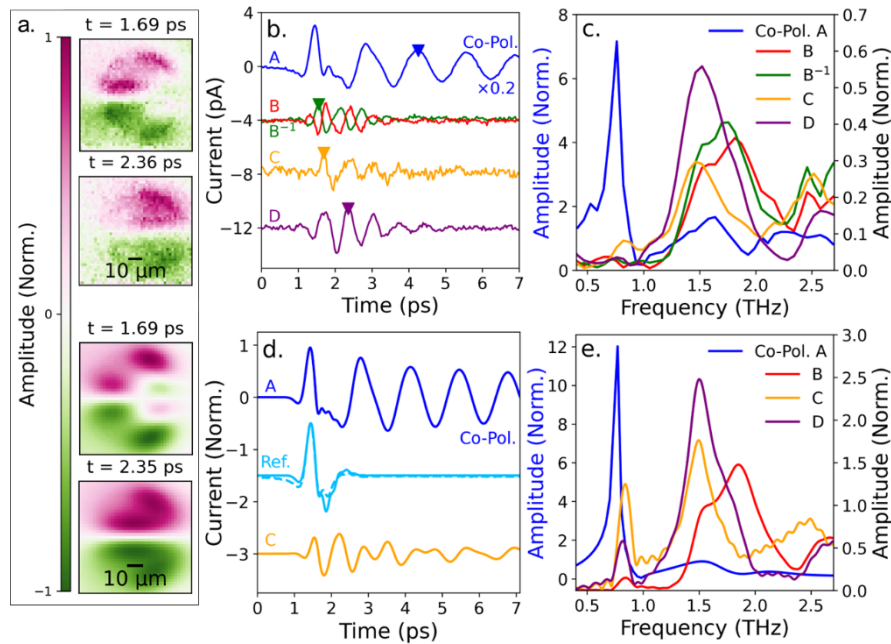 a.
t = 1.69 ps
t = 2.36 ps
10 µm
t = 1.69 ps
t = 2.35 ps
10 µm
Amplitude (Norm.)
1
0
−1
b.
Co-Pol.
A
×0.2
B
B⁻¹
C
D
0
−4
−8
−12
Current (pA)
0 1 2 3 4 5 6 7
Time (ps)
c.
Co-Pol. A
B
B⁻¹
C
D
8
6
4
2
0
Amplitude (Norm.)
0.7
0.6
0.5
0.4
0.3
0.2
0.1
0.0
Amplitude (Norm.)
0.5 1.0 1.5 2.0 2.5
Frequency (THz)
d.
A
Co-Pol.
Ref.
C
1
0
−1
−2
−3
Current (Norm.)
0 1 2 3 4 5 6 7
Time (ps)
e.
Co-Pol. A
B
C
D
12
10
8
6
4
2
0
Amplitude (Norm.)
3.0
2.5
2.0
1.5
1.0
0.5
0.0
Amplitude (Norm.)
0.5 1.0 1.5 2.0 2.5
Frequency (THz)